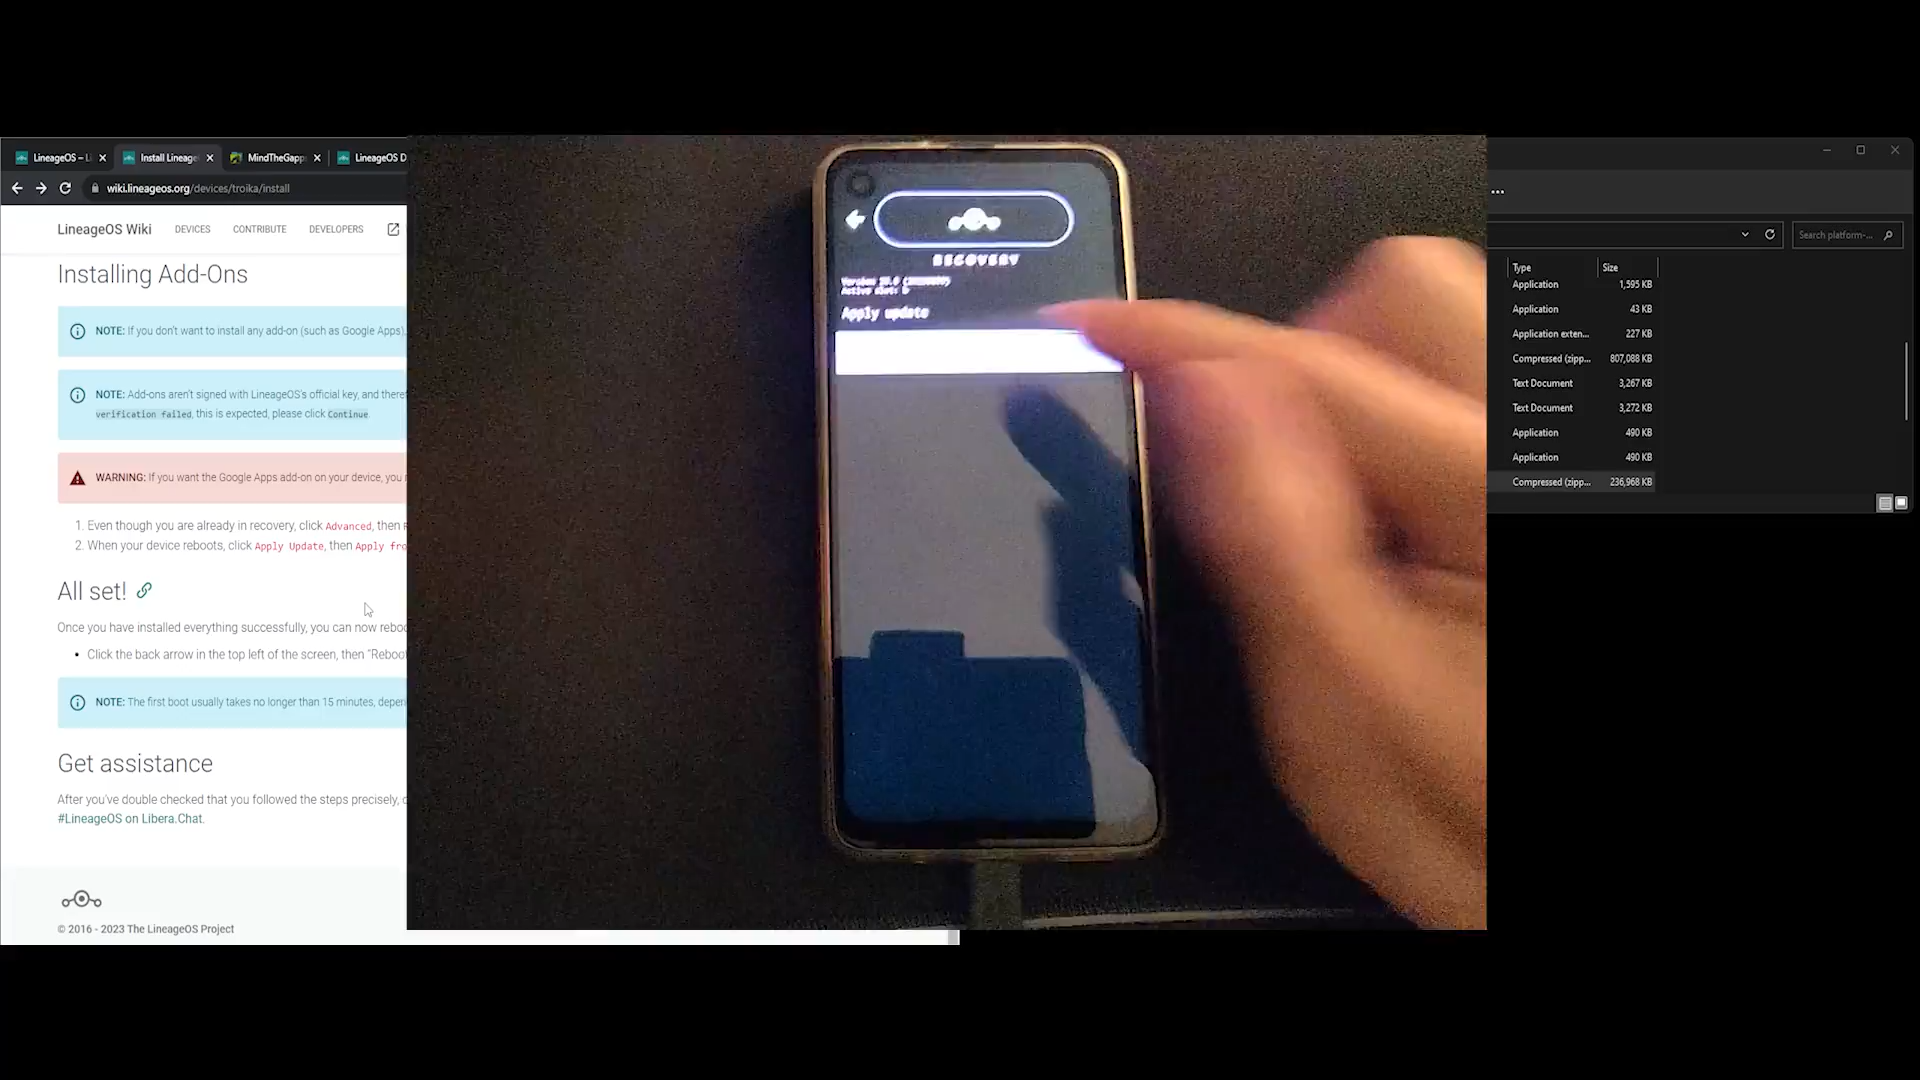 LineageOS – L
Install Lineage
MindTheGapps
LineageOS D
wiki.lineageos.org/devices/troika/install
LineageOS Wiki
DEVICES
CONTRIBUTE
DEVELOPERS
Installing Add-Ons
NOTE: If you don't want to install any add-on (such as Google Apps),
NOTE: Add-ons aren't signed with LineageOS's official key, and there
verification failed, this is expected, please click Continue
WARNING: If you want the Google Apps add-on on your device, you
1. Even though you are already in recovery, click Advanced, then
2. When your device reboots, click Apply Update, then Apply fro
All set!
Once you have installed everything successfully, you can now reboo
• Click the back arrow in the top left of the screen, then "Reboot
NOTE: The first boot usually takes no longer than 15 minutes, depen
Get assistance
After you've double checked that you followed the steps precisely,
#LineageOS on Libera.Chat.
© 2016 - 2023 The LineageOS Project
RECOVERY
Active slot: b
Apply update
Search platform-...
Type Size
Application 1,595 KB
Application 43 KB
Application exten... 227 KB
Compressed (zipp... 807,088 KB
Text Document 3,267 KB
Text Document 3,272 KB
Application 490 KB
Application 490 KB
Compressed (zipp... 236,968 KB